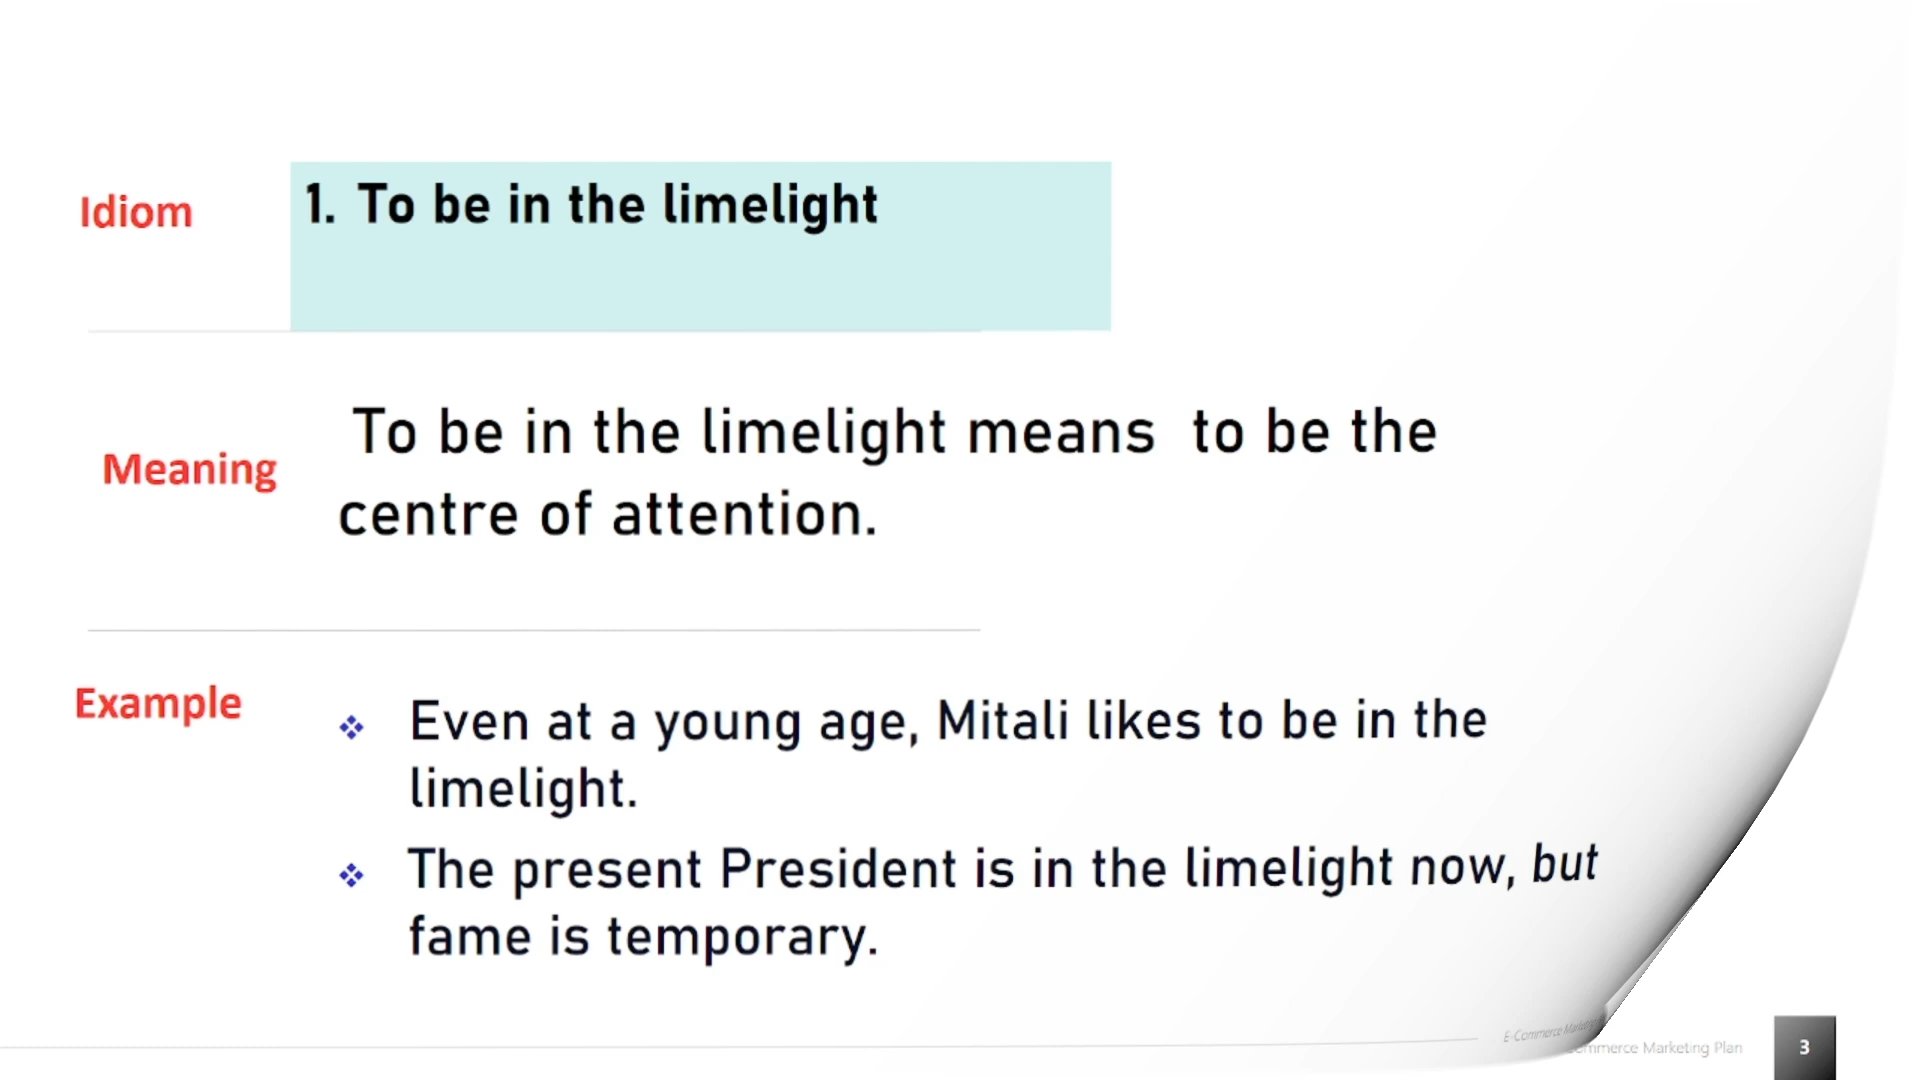 Idiom
1. To be in the limelight
Meaning
To be in the limelight means to be the
centre of attention.
Example
❖ Even at a young age, Mitali likes to be in the
limelight.
❖ The present President is in the limelight now, but
fame is temporary.
E-Commerce Marketing
Marketing Plan
3